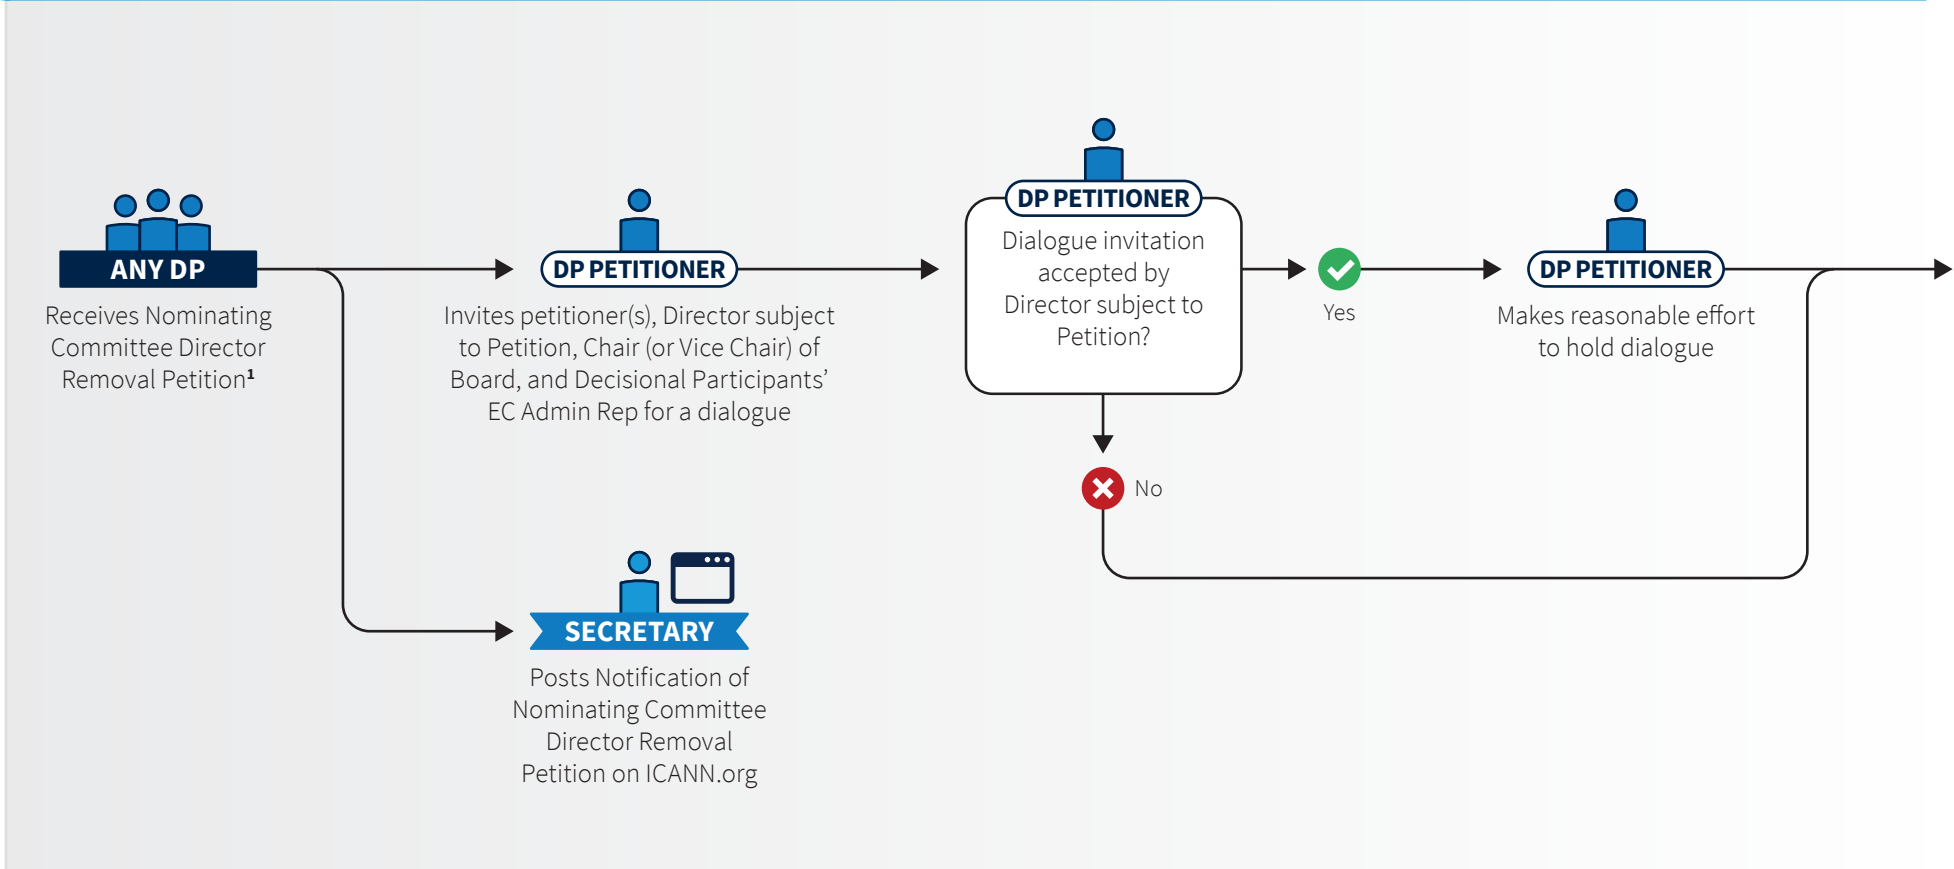 ANY DP
Receives Nominating
Committee Director
Removal Petition¹
DP PETITIONER
Invites petitioner(s), Director subject
to Petition, Chair (or Vice Chair) of
Board, and Decisional Participants’
EC Admin Rep for a dialogue
SECRETARY
Posts Notification of
Nominating Committee
Director Removal
Petition on ICANN.org
DP PETITIONER
Dialogue invitation
accepted by
Director subject to
Petition?
Yes
No
DP PETITIONER
Makes reasonable effort
to hold dialogue